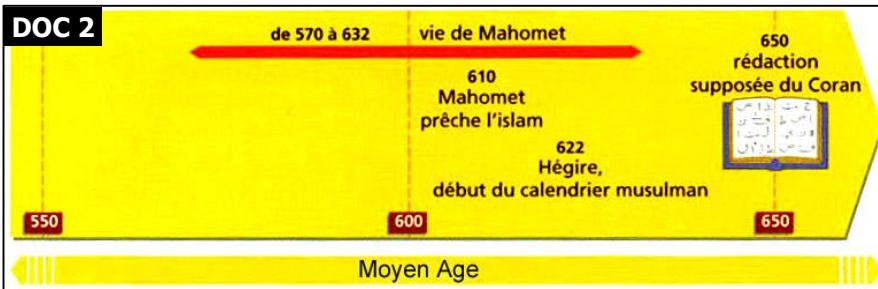 DOC 2
de 570 à 632 vie de Mahomet
610
Mahomet
prêche l'islam
622
Hégire,
début du calendrier musulman
650
rédaction
supposée du Coran
550
600
650
Moyen Age